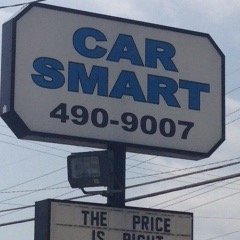 CAR
SMART
490-9007
THE PRICE
IS RIGHT